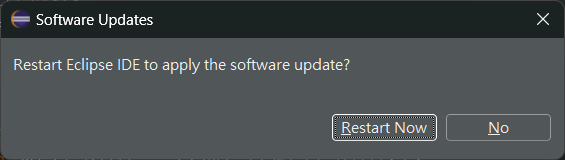 Software Updates
Restart Eclipse IDE to apply the software update?
Restart Now
No